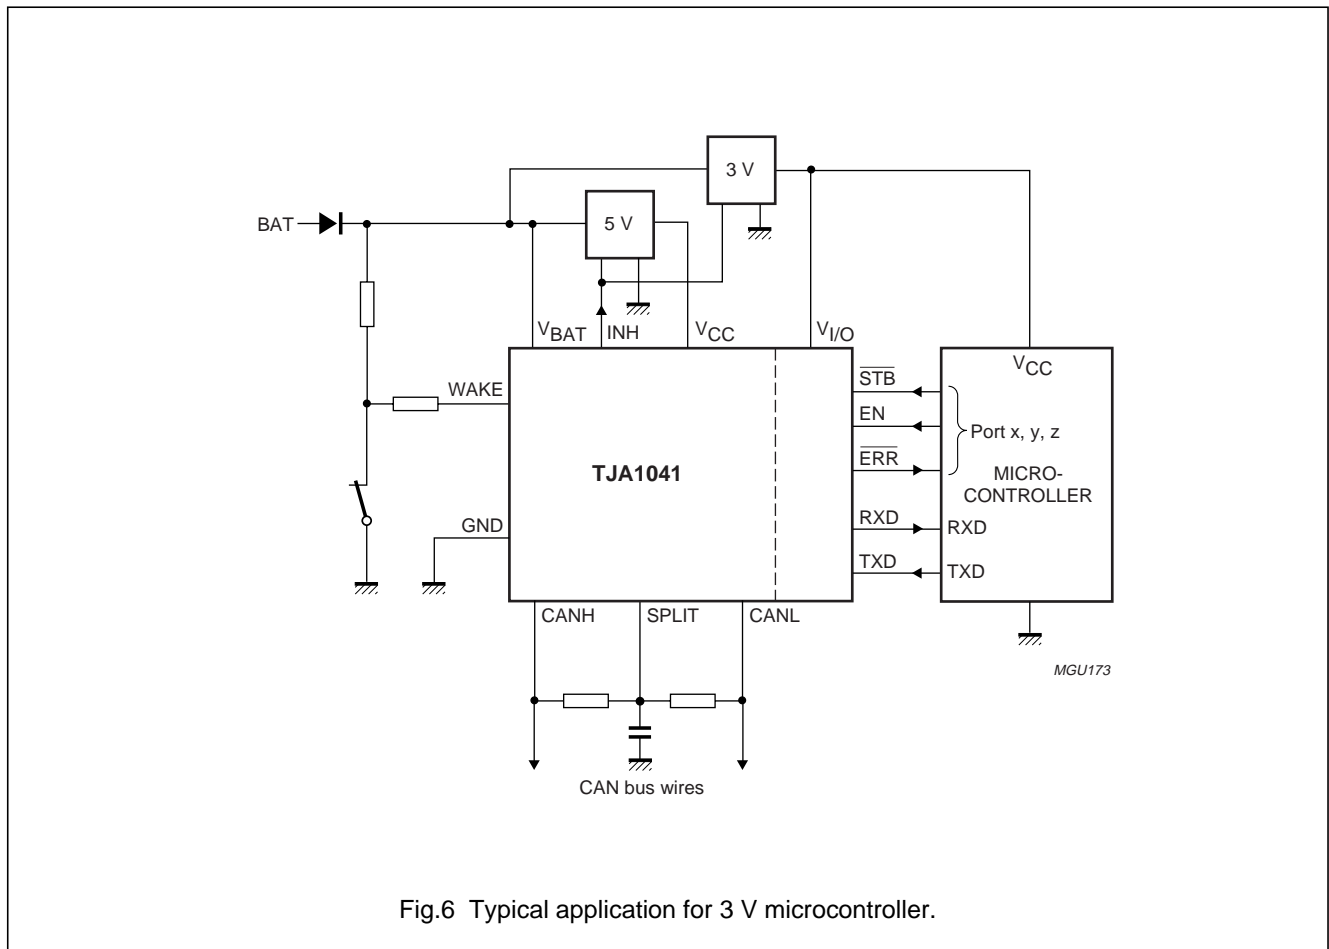 3 V
5 V
BAT
VBAT
INH
VCC
VI/O
VCC
WAKE
STB
EN
Port x, y, z
ERR
TJA1041
MICRO-
CONTROLLER
GND
RXD
RXD
TXD
TXD
CANH
SPLIT
CANL
MGU173
CAN bus wires
Fig.6 Typical application for 3 V microcontroller.